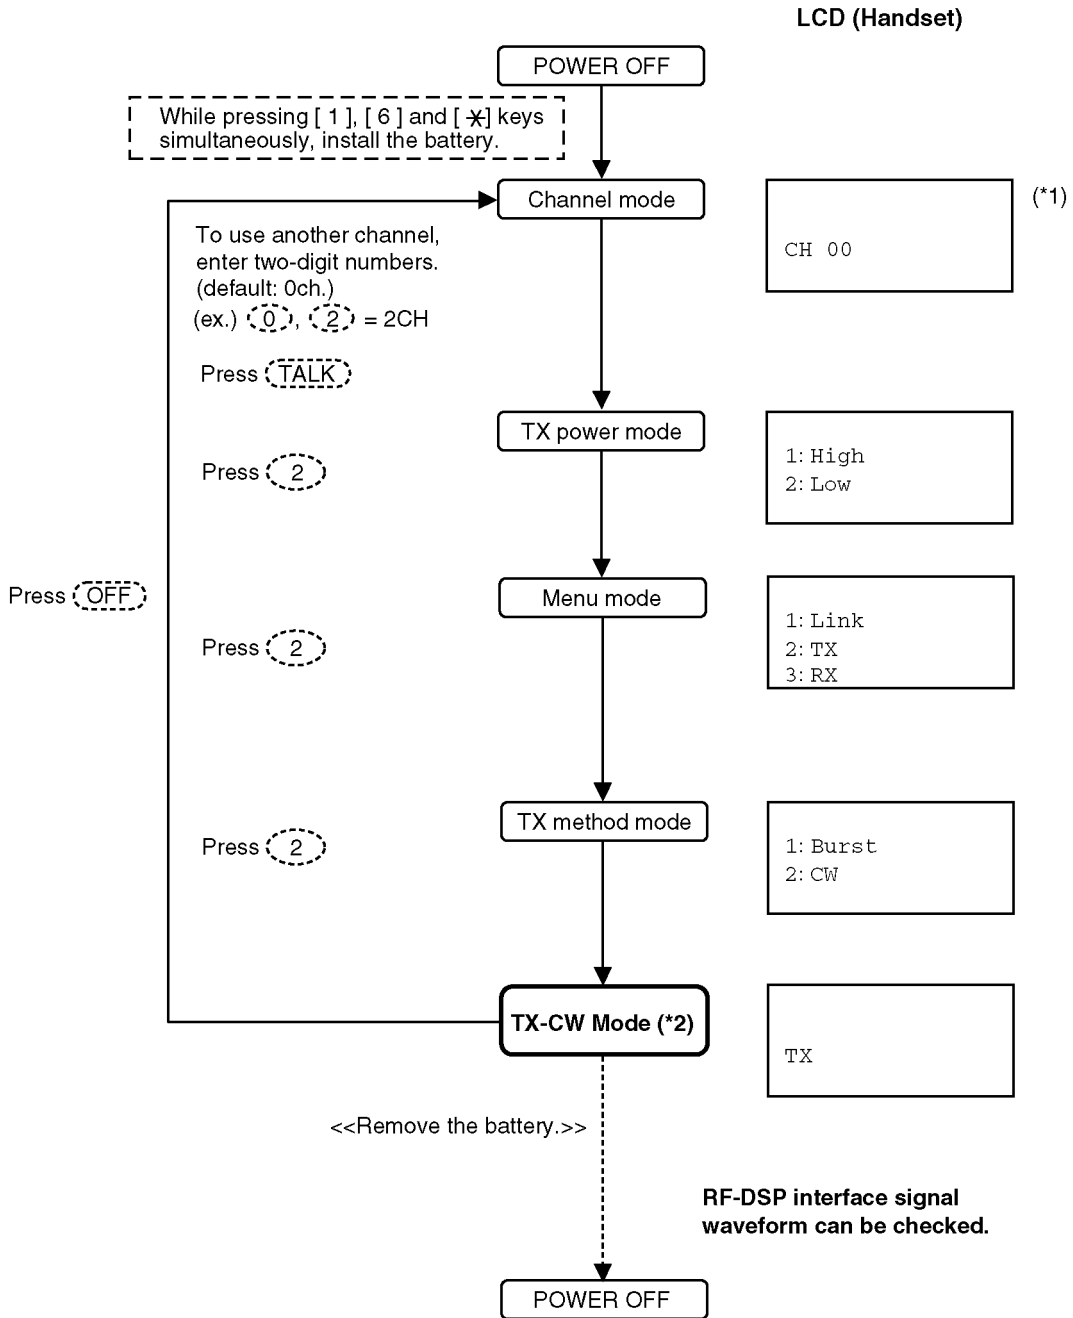 LCD (Handset)
POWER OFF
While pressing [ 1 ], [ 6 ] and [ ⚹] keys
simultaneously, install the battery.
Channel mode
(*1)
To use another channel,
enter two-digit numbers.
(default: 0ch.)
(ex.) 0, 2 = 2CH
CH 00
Press TALK
TX power mode
1: High
2: Low
Press 2
Press OFF
Menu mode
1: Link
2: TX
3: RX
Press 2
TX method mode
1: Burst
2: CW
Press 2
TX-CW Mode (*2)
TX
<<Remove the battery.>>
RF-DSP interface signal
waveform can be checked.
POWER OFF